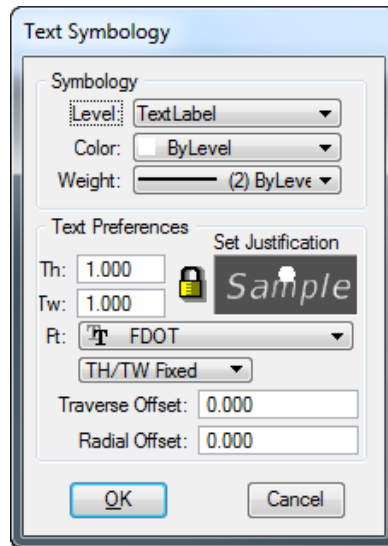 Text Symbology
Symbology
Level: TextLabel
Color: ByLevel
Weight: (2) ByLeve
Text Preferences
Set Justification
Th: 1.000
Sample
Tw: 1.000
Ft: FDOT
TH/TW Fixed
Traverse Offset: 0.000
Radial Offset: 0.000
OK Cancel